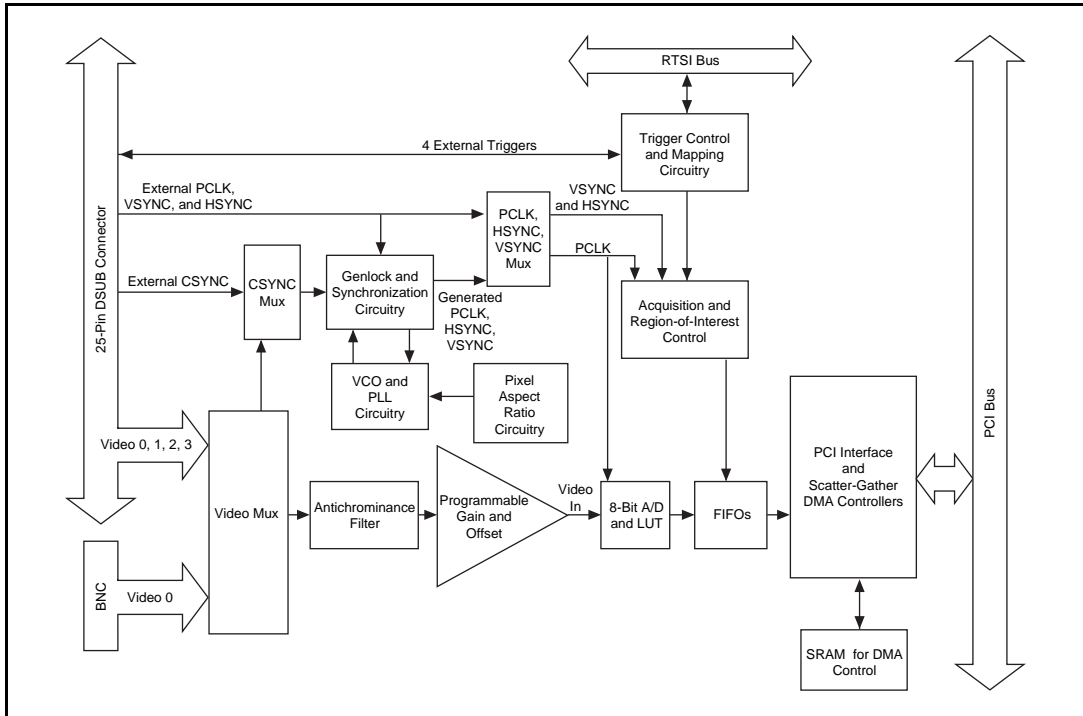 RTSI Bus
4 External Triggers
Trigger Control
and Mapping
Circuitry
25-Pin DSUB Connector
External PCLK,
VSYNC, and HSYNC
PCLK,
HSYNC,
VSYNC
Mux
VSYNC
and HSYNC
PCLK
External CSYNC
CSYNC
Mux
Genlock and
Synchronization
Circuitry
Generated
PCLK,
HSYNC,
VSYNC
Acquisition and
Region-of-Interest
Control
VCO and
PLL
Circuitry
Pixel
Aspect
Ratio
Circuitry
Video 0, 1, 2, 3
Video Mux
Antichrominance
Filter
Programmable
Gain and
Offset
Video
In
8-Bit A/D
and LUT
FIFOs
PCI Interface
and
Scatter-Gather
DMA Controllers
PCI Bus
BNC
Video 0
SRAM for DMA
Control